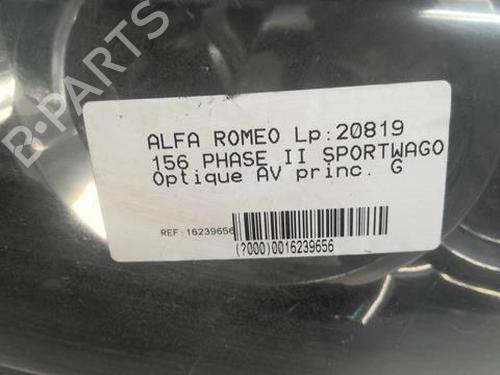 ALFA ROMEO Lp:20819
156 PHASE II SPORTWAGO
Optique AV princ. G
REF:16239656
(?000)0016239656
B-PARTS